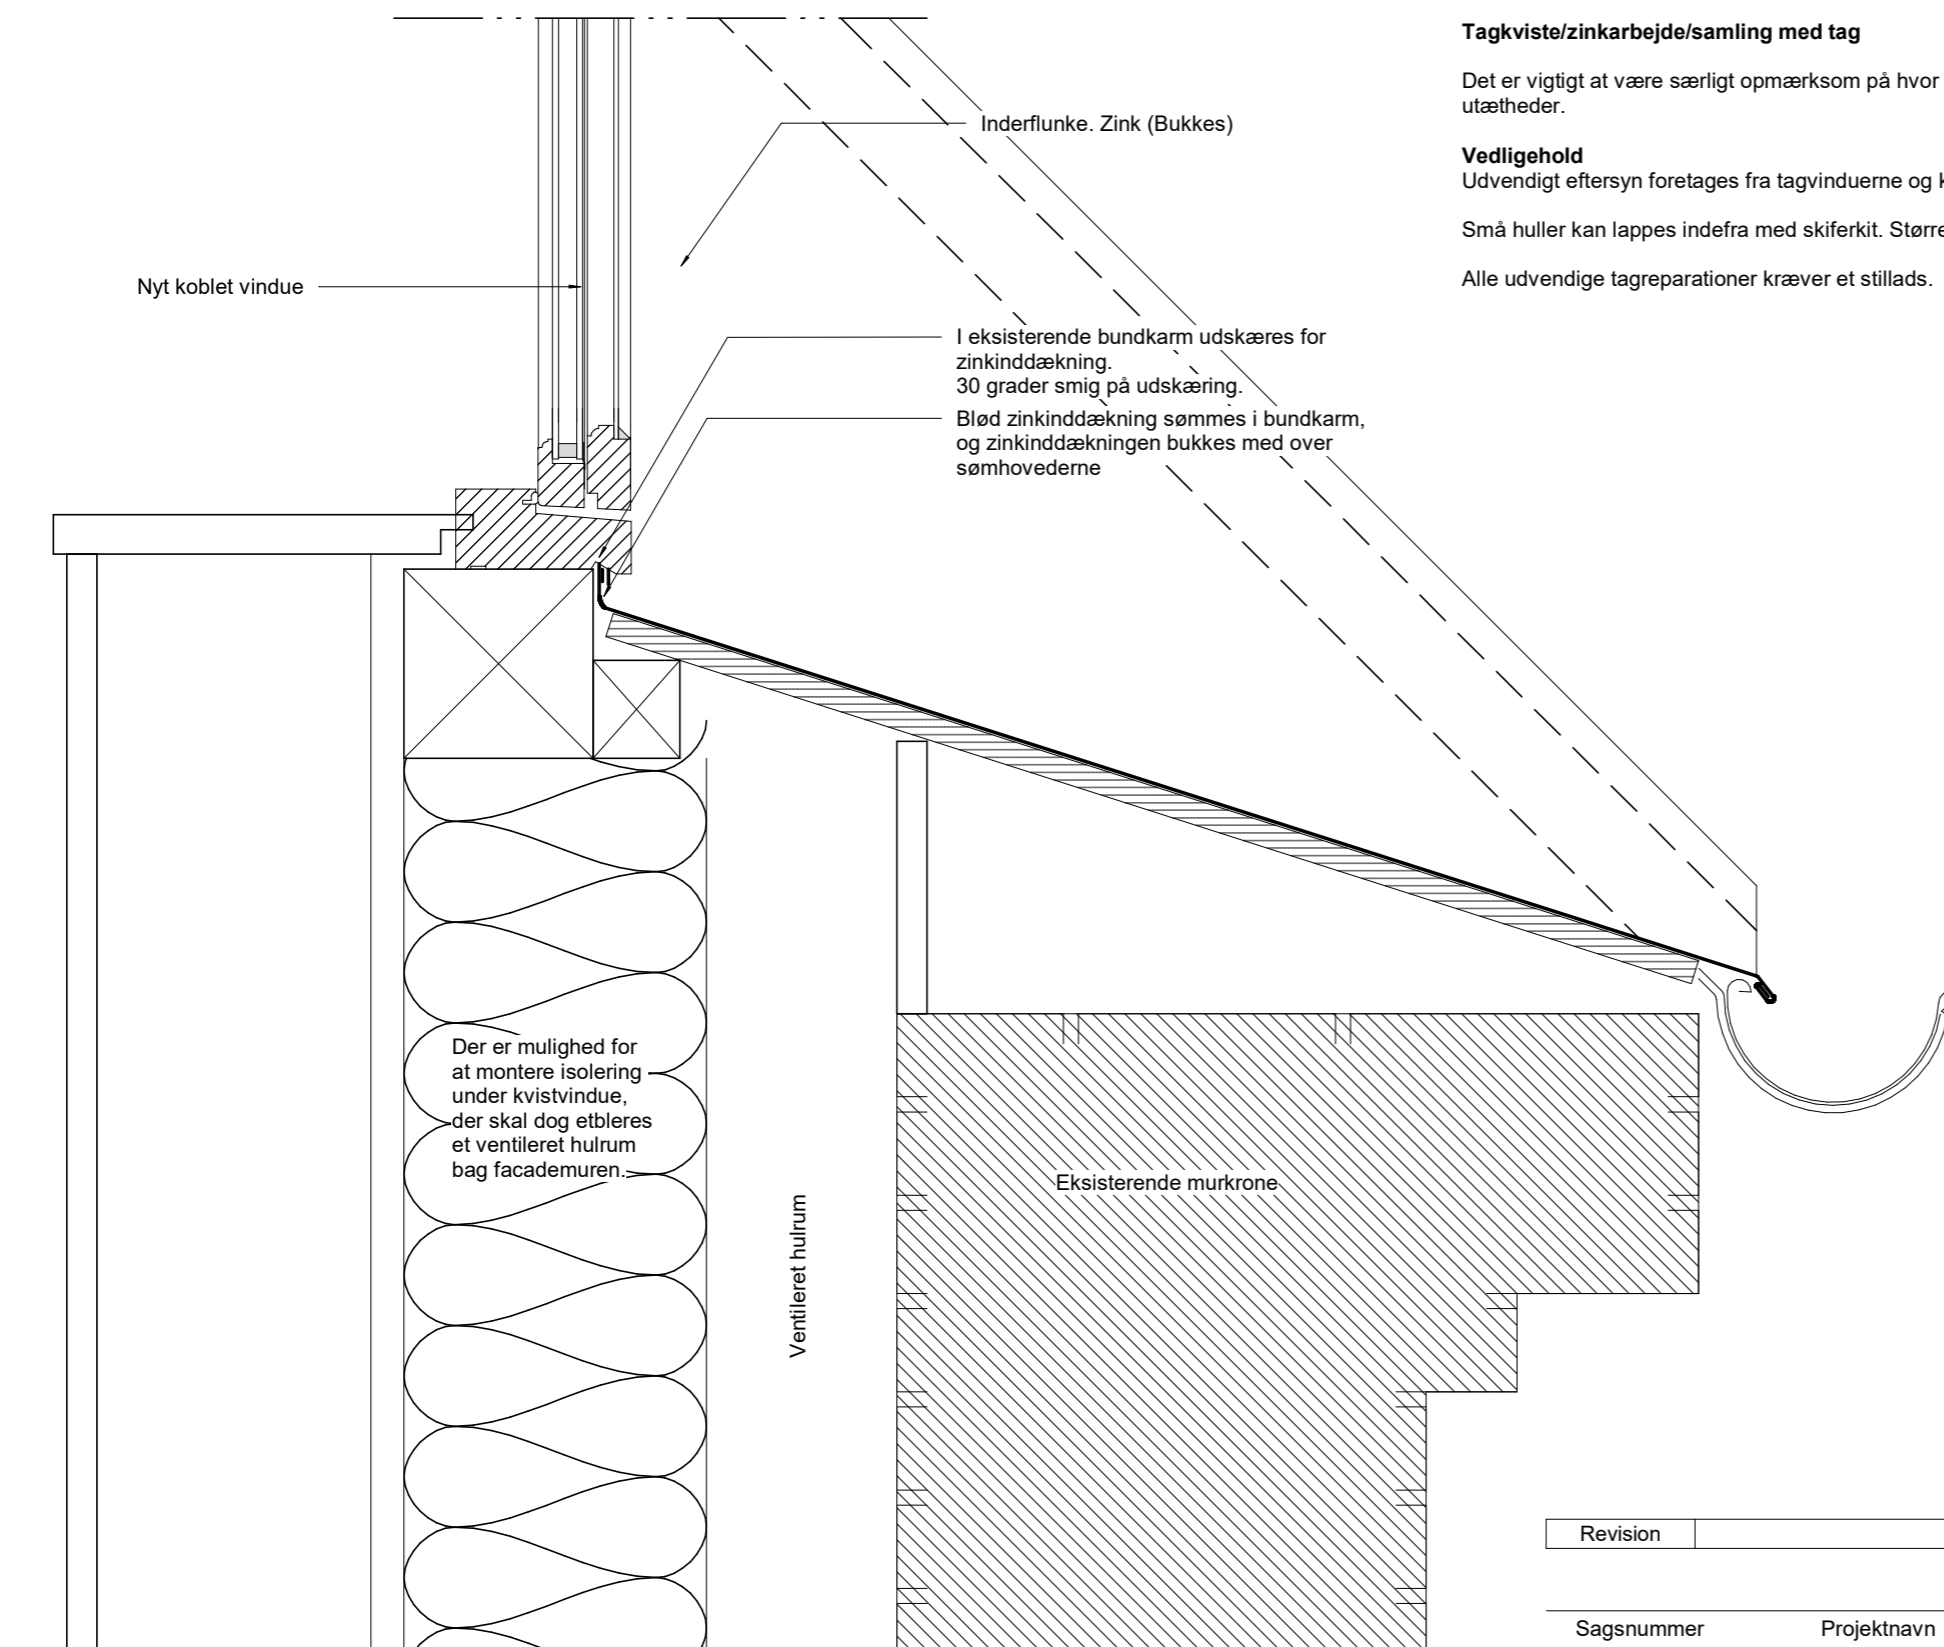 Tagkviste/zinkarbejde/samling med tag
Det er vigtigt at være særligt opmærksom på hvor
utætheder.
Vedligehold
Udvendigt eftersyn foretages fra tagvinduerne og k
Små huller kan lappes indefra med skiferkit. Større
Alle udvendige tagreparationer kræver et stillads.
Inderflunke. Zink (Bukkes)
Nyt koblet vindue
I eksisterende bundkarm udskæres for
zinkinddækning.
30 grader smig på udskæring.
Blød zinkinddækning sømmes i bundkarm,
og zinkinddækningen bukkes med over
sømhovederne
Der er mulighed for
at montere isolering
under kvistvindue,
der skal dog etbleres
et ventileret hulrum
bag facademuren.
Ventileret hulrum
Eksisterende murkrone
Revision
Sagsnummer
Projektnavn